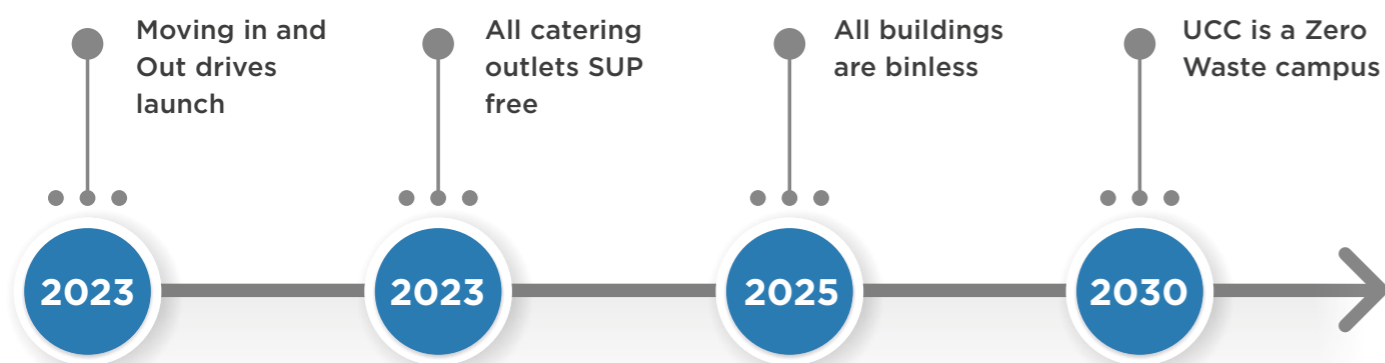 Moving in and
Out drives
launch
All catering
outlets SUP
free
All buildings
are binless
UCC is a Zero
Waste campus
2023
2023
2025
2030